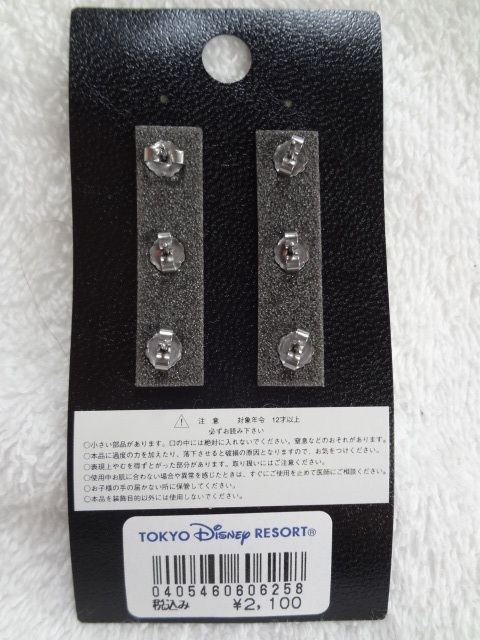 ⚠ 注 意 対象年令 12才以上
必ずお読み下さい
○小さい部品があります。口の中には絶対に入れないでください。窒息などのおそれがあります。
○本品に過度の力を加えたり、落下させると破損の原因となりますので、お気をつけください。
○表現上やむを得ずとがった部分があります。取り扱いにはご注意ください。
○使用中お肌に合わない場合や異常を感じたときは、すぐにご使用を止めて医師にご相談ください。
○お子様の手の届かない所に保管してください。
○本品を装飾目的以外には使用しないでください。
TOKYO Disney RESORT®
0405460606258
税込み ¥2,100